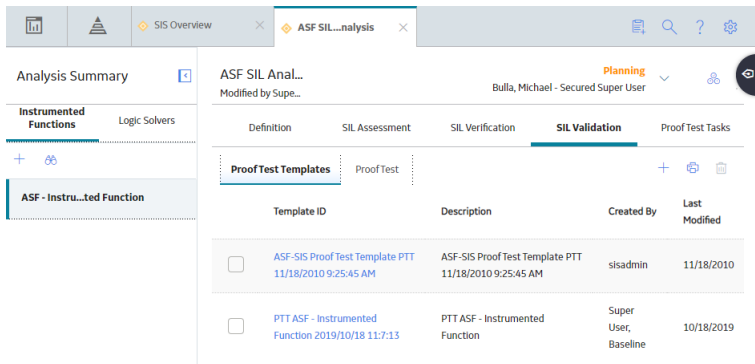 SIS Overview
ASF SIL...nalysis
Analysis Summary
Instrumented
Functions
Logic Solvers
ASF - Instru...ted Function
ASF SIL Anal...
Modified by Supe...
Planning
Bulla, Michael - Secured Super User
Definition
SIL Assessment
SIL Verification
SIL Validation
Proof Test Tasks
Proof Test Templates
Proof Test
Template ID
Description
Created By
Last
Modified
ASF-SIS Proof Test Template PTT
11/18/2010 9:25:45 AM
ASF-SIS Proof Test Template PTT
11/18/2010 9:25:45 AM
sisadmin
11/18/2010
PTT ASF - Instrumented
Function 2019/10/18 11:7:13
PTT ASF - Instrumented
Function
Super
User,
Baseline
10/18/2019